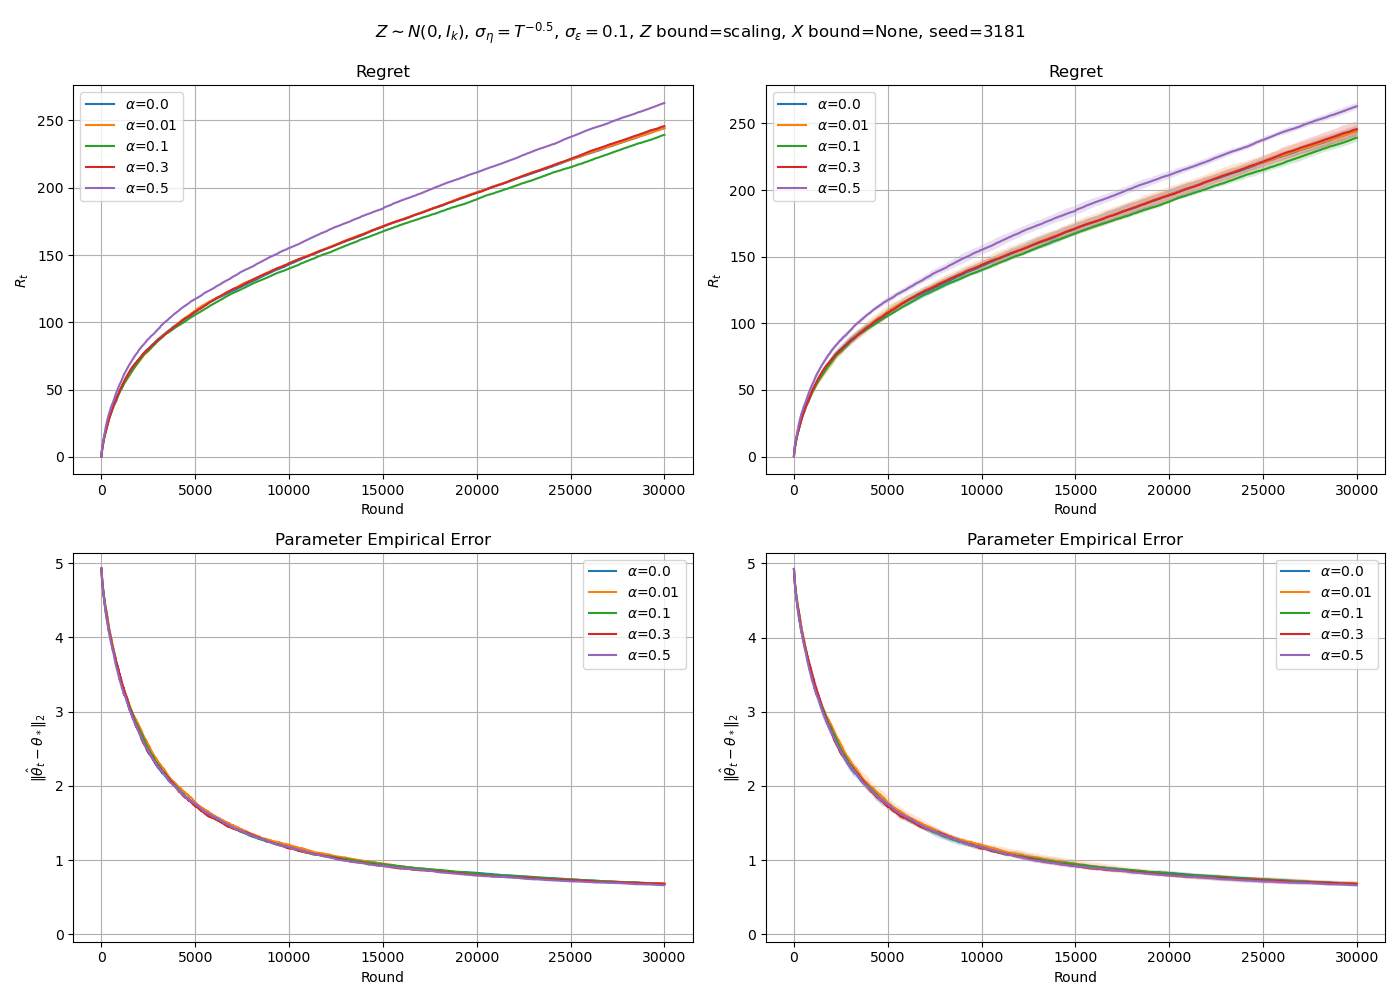 Z ~ N(0, I_k), σ_η = T^{-0.5}, σ_ε = 0.1, Z bound=scaling, X bound=None, seed=3181
Regret
α=0.0
α=0.01
α=0.1
α=0.3
α=0.5
250
200
150
100
50
0
R_t
0 5000 10000 15000 20000 25000 30000
Round
Regret
α=0.0
α=0.01
α=0.1
α=0.3
α=0.5
250
200
150
100
50
0
R_t
0 5000 10000 15000 20000 25000 30000
Round
Parameter Empirical Error
α=0.0
α=0.01
α=0.1
α=0.3
α=0.5
5
4
3
2
1
0
‖θ̂_t − θ_*‖_2
0 5000 10000 15000 20000 25000 30000
Round
Parameter Empirical Error
α=0.0
α=0.01
α=0.1
α=0.3
α=0.5
5
4
3
2
1
0
‖θ̂_t − θ_*‖_2
0 5000 10000 15000 20000 25000 30000
Round